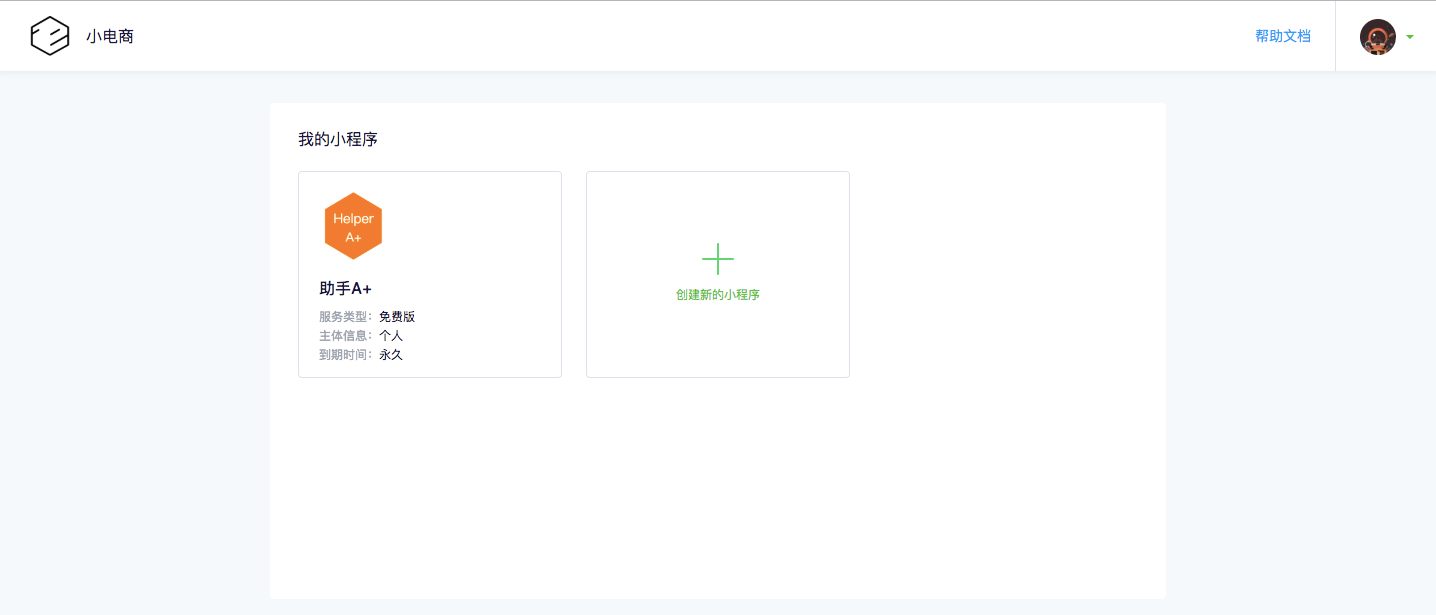 小电商
帮助文档
我的小程序
Helper
A+
助手A+
服务类型：免费版
主体信息：个人
到期时间：永久
创建新的小程序